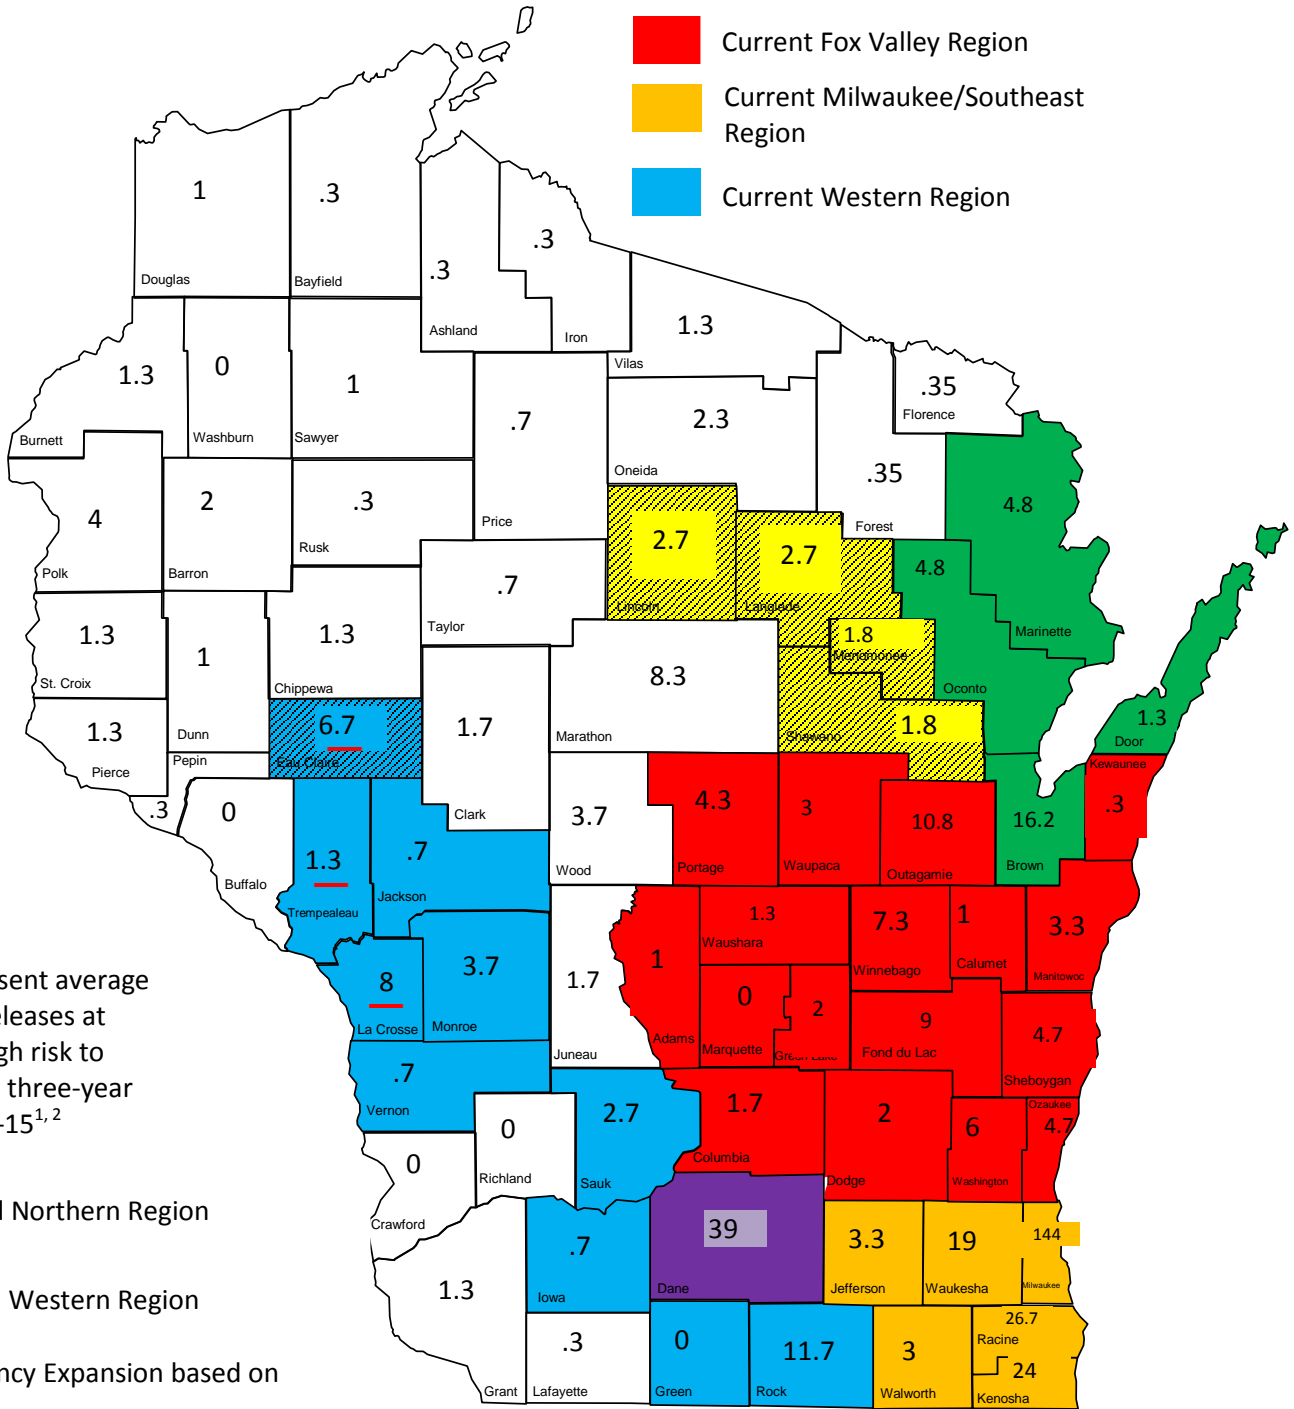 Current Fox Valley Region
Current Milwaukee/Southeast
Region
Current Western Region
1
Douglas
.3
Bayfield
.3
Ashland
.3
Iron
1.3
Vilas
1.3
Burnett
0
Washburn
1
Sawyer
.7
Price
2.3
Oneida
.35
Florence
.35
Forest
4.8
Marinette
4
Polk
2
Barron
.3
Rusk
2.7
Lincoln
2.7
Langlade
4.8
Oconto
.7
Taylor
1.3
St. Croix
1
Dunn
1.3
Chippewa
1.8
Menomonee
8.3
Marathon
1.8
Shawano
1.3
Door
1.3
Pierce
Pepin
.3
6.7
Eau Claire
1.7
Clark
Kewaunee
.3
0
Buffalo
1.3
Trempealeau
.7
Jackson
3.7
Wood
4.3
Portage
3
Waupaca
10.8
Outagamie
16.2
Brown
1
Adams
1.3
Waushara
7.3
Winnebago
1
Calumet
3.3
Manitowoc
8
La Crosse
3.7
Monroe
1.7
Juneau
0
Marquette
2
Green Lake
9
Fond du Lac
4.7
Sheboygan
.7
Vernon
sent average
eleases at
gh risk to
three-year
-151, 2
0
Crawford
0
Richland
2.7
Sauk
1.7
Columbia
2
Dodge
6
Washington
Ozaukee
4.7
Northern Region
Western Region
ncy Expansion based on
1.3
Grant
.7
Iowa
39
Dane
3.3
Jefferson
19
Waukesha
144
Milwaukee
.3
Lafayette
0
Green
11.7
Rock
3
Walworth
26.7
Racine
24
Kenosha